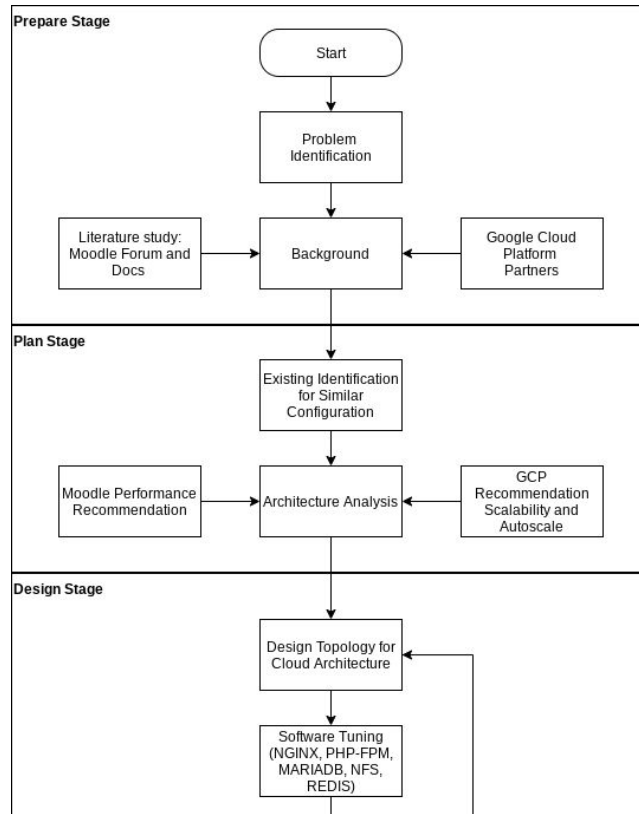 Prepare Stage
Start
Problem
Identification
Literature study:
Moodle Forum and
Docs
Background
Google Cloud
Platform
Partners
Plan Stage
Existing Identification
for Similar
Configuration
Moodle Performance
Recommendation
Architecture Analysis
GCP
Recommendation
Scalability and
Autoscale
Design Stage
Design Topology for
Cloud Architecture
Software Tuning
(NGINX, PHP-FPM,
MARIADB, NFS,
REDIS)